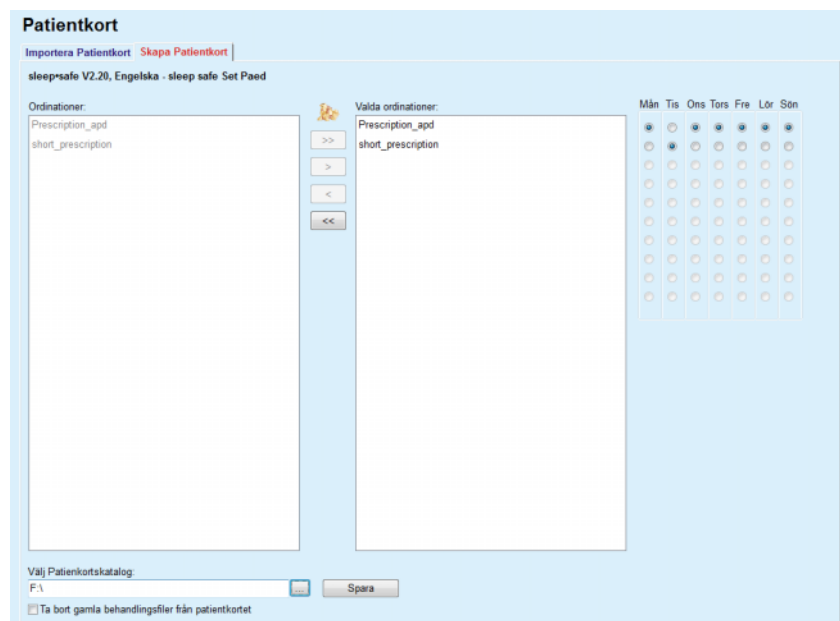 Patientkort
Importera Patientkort Skapa Patientkort
sleep•safe V2.20, Engelska - sleep safe Set Paed
Ordinationer:
Prescription_apd
short_prescription
>>
>
<
<<
Valda ordinationer:
Prescription_apd
short_prescription
Mån Tis Ons Tors Fre Lör Sön
Välj Patienkortskatalog:
F:\ ... Spara
Ta bort gamla behandlingsfiler från patientkortet